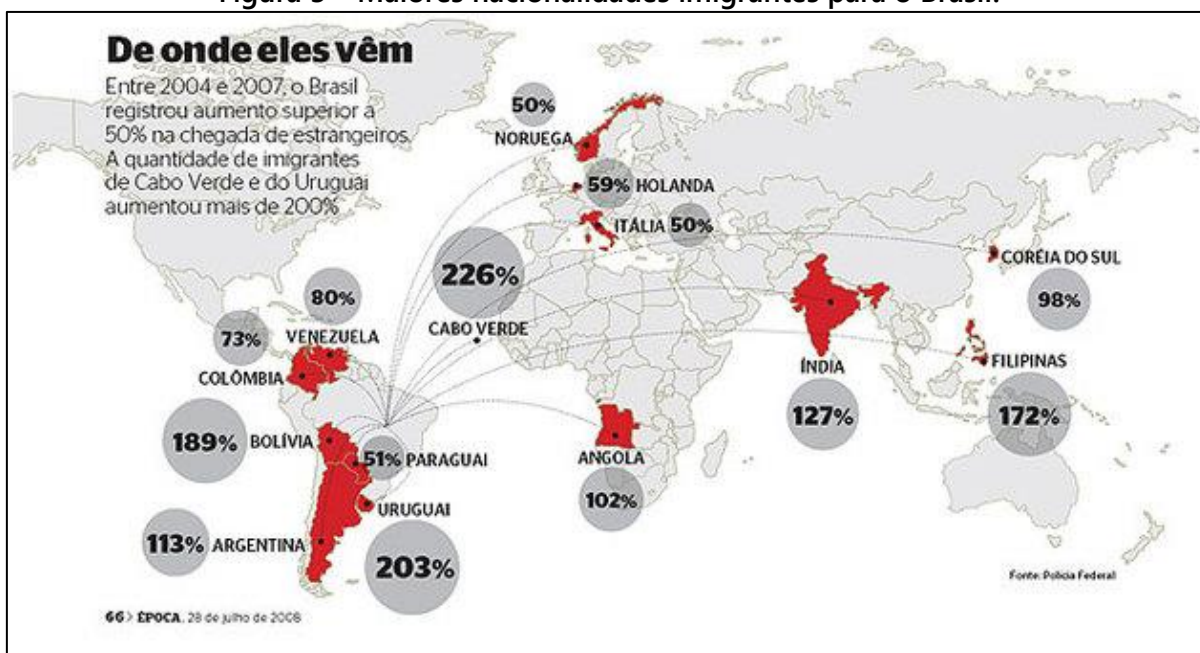 Figura 3 – Maiores nacionalidades imigrantes para o Brasil.
De onde eles vêm
Entre 2004 e 2007, o Brasil
registrou aumento superior a
50% na chegada de estrangeiros.
A quantidade de imigrantes
de Cabo Verde e do Uruguai
aumentou mais de 200%
50%
NORUEGA
59% HOLANDA
ITÁLIA 50%
226%
CABO VERDE
CORÉIA DO SUL
98%
80%
VENEZUELA
73%
COLÔMBIA
ÍNDIA
127%
FILIPINAS
172%
189% BOLÍVIA
51% PARAGUAI
ANGOLA
102%
URUGUAI
203%
113% ARGENTINA
Fonte: Polícia Federal
66> ÉPOCA, 28 de julho de 2008